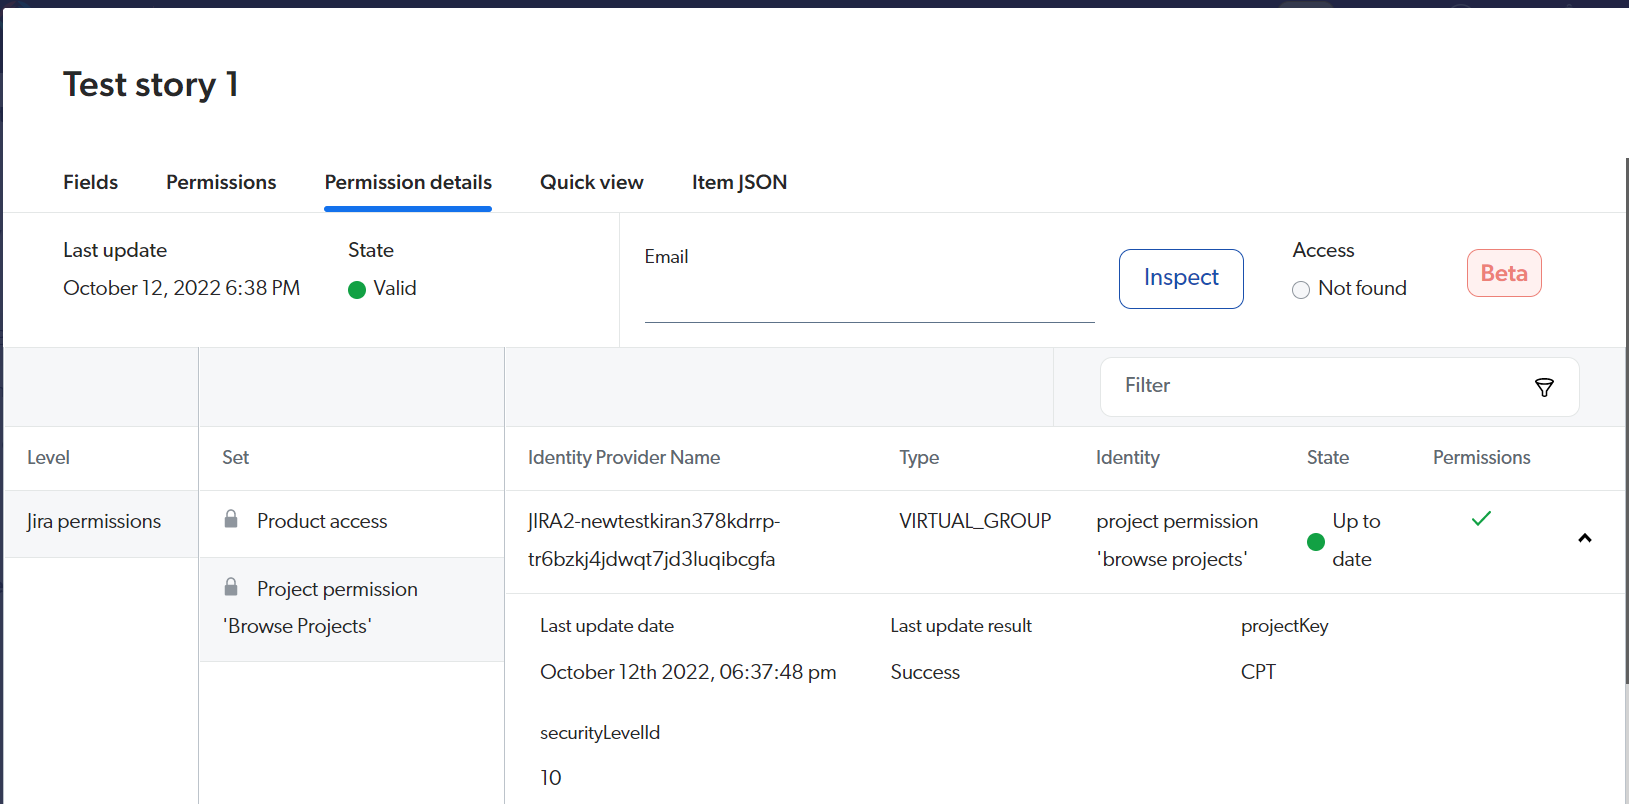 Test story 1
Fields Permissions Permission details Quick view Item JSON
Last update State Email Inspect Access Beta
October 12, 2022 6:38 PM Valid Not found
Filter
Level Set Identity Provider Name Type Identity State Permissions
Jira permissions Product access JIRA2-newtestkiran378kdrrp- VIRTUAL_GROUP project permission Up to
tr6bzkj4jdwqt7jd3luqibcgfa 'browse projects' date
Project permission
'Browse Projects' Last update date Last update result projectKey
October 12th 2022, 06:37:48 pm Success CPT
securityLevelId
10